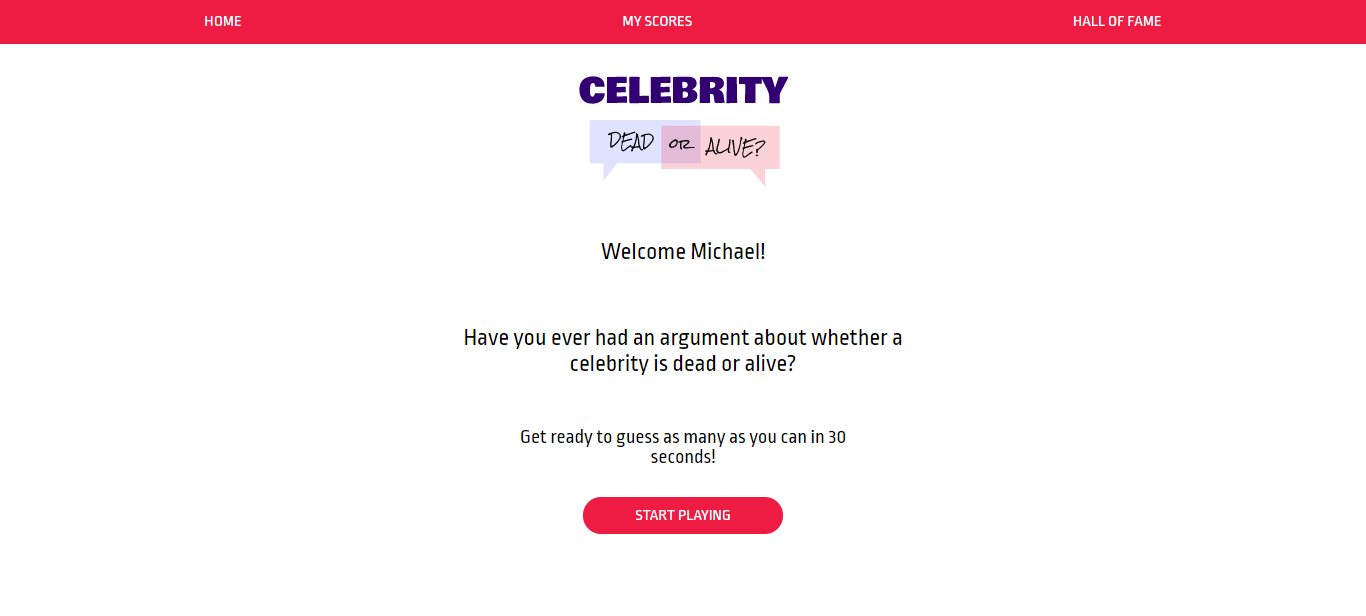 HOME MY SCORES HALL OF FAME
CELEBRITY
DEAD OR ALIVE?
Welcome Michael!
Have you ever had an argument about whether a
celebrity is dead or alive?
Get ready to guess as many as you can in 30
seconds!
START PLAYING